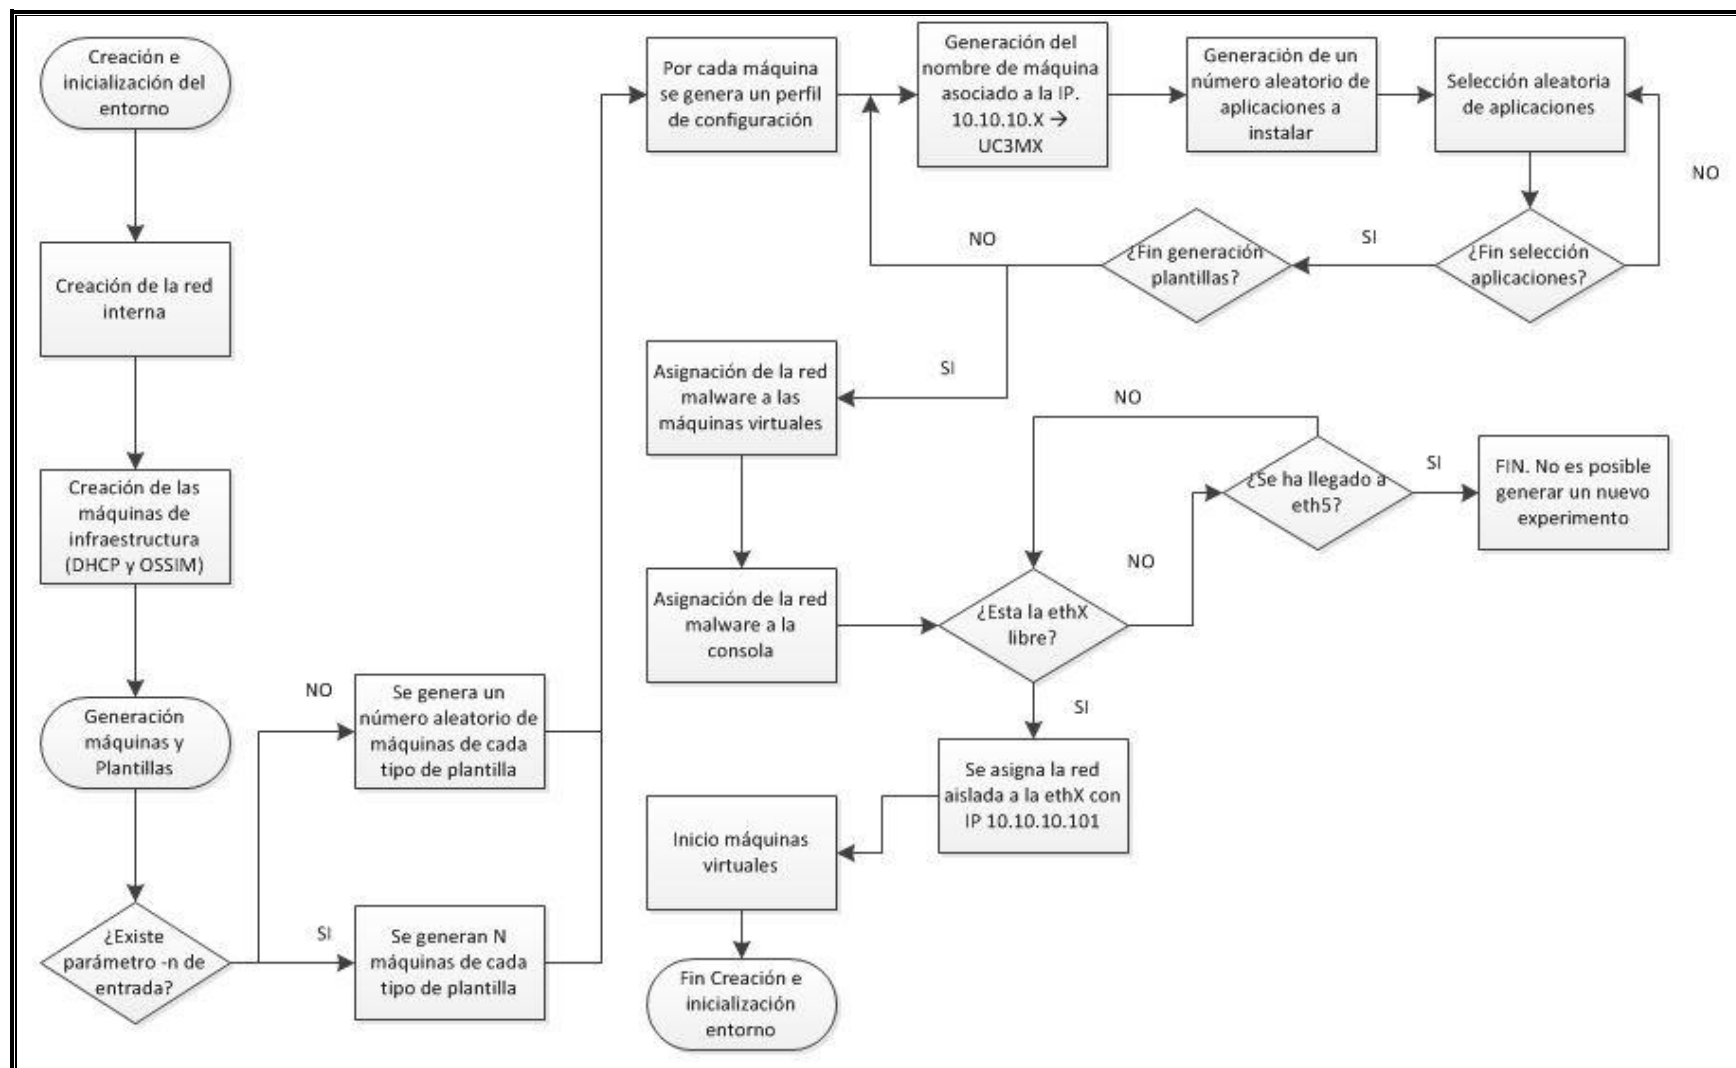 Creación e
inicialización del
entorno
Creación de la red
interna
Creación de las
máquinas de
infraestructura
(DHCP y OSSIM)
Generación
máquinas y
Plantillas
¿Existe
parámetro -n de
entrada?
NO
Se genera un
número aleatorio de
máquinas de cada
tipo de plantilla
SI
Se generan N
máquinas de cada
tipo de plantilla
Por cada máquina
se genera un perfil
de configuración
Generación del
nombre de máquina
asociado a la IP.
10.10.10.X →
UC3MX
Generación de un
número aleatorio de
aplicaciones a
instalar
Selección aleatoria
de aplicaciones
NO
¿Fin selección
aplicaciones?
SI
¿Fin generación
plantillas?
NO
SI
Asignación de la red
malware a las
máquinas virtuales
Asignación de la red
malware a la
consola
¿Esta la ethX
libre?
NO
¿Se ha llegado a
eth5?
NO
SI
FIN. No es posible
generar un nuevo
experimento
SI
Se asigna la red
aislada a la ethX con
IP 10.10.10.101
Inicio máquinas
virtuales
Fin Creación e
inicialización
entorno